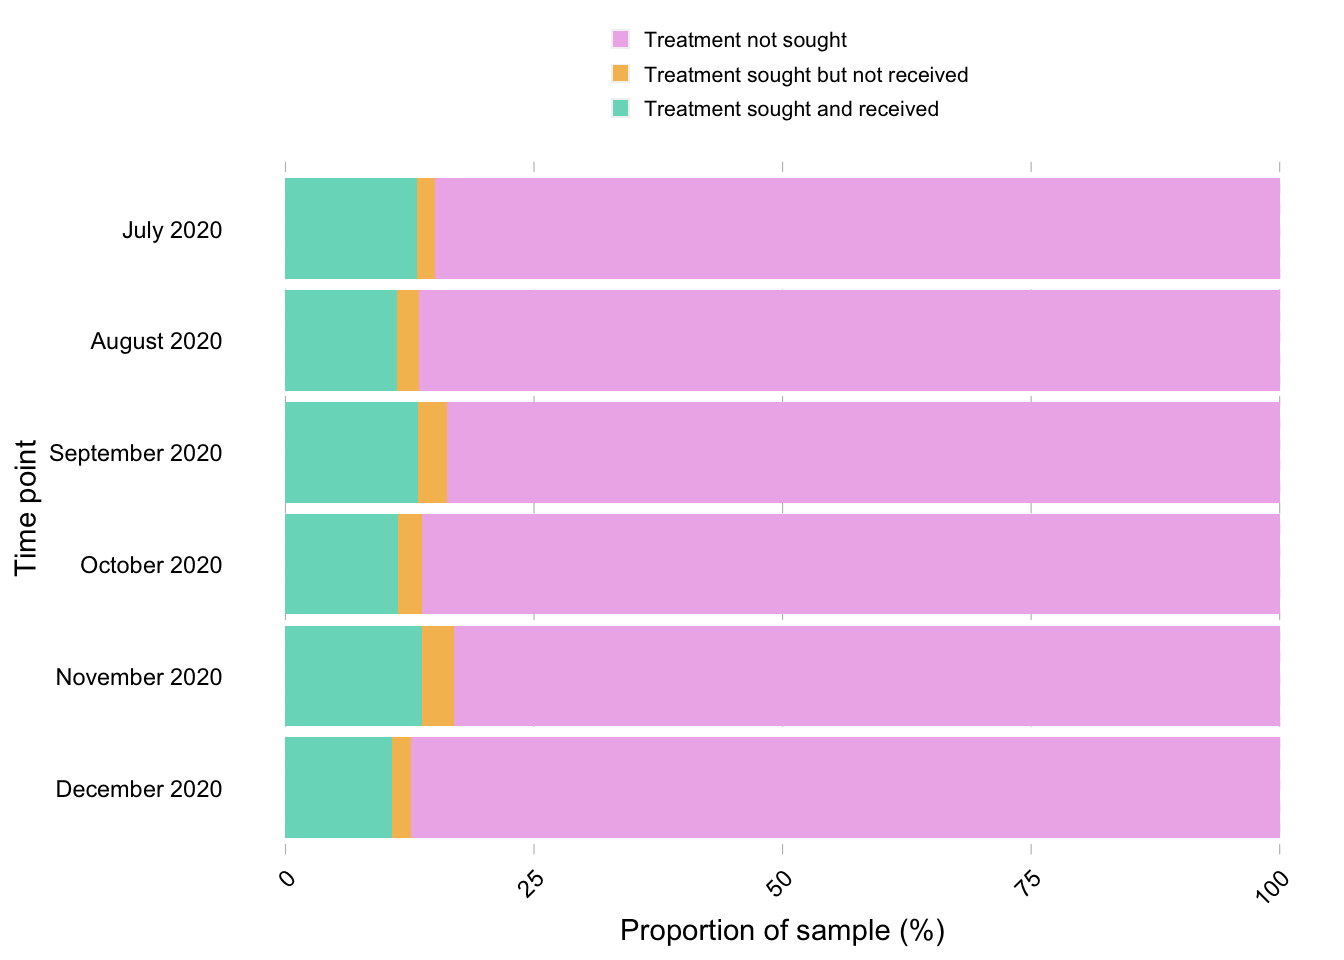 Treatment not sought
Treatment sought but not received
Treatment sought and received
July 2020
August 2020
September 2020
October 2020
November 2020
December 2020
Time point
0
25
50
75
100
Proportion of sample (%)